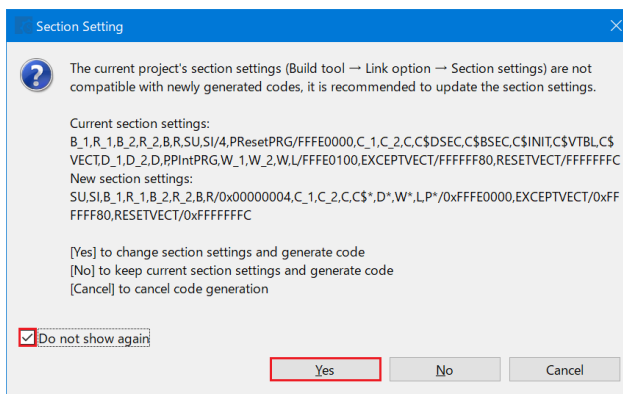 Section Setting
The current project's section settings (Build tool → Link option → Section settings) are not
compatible with newly generated codes, it is recommended to update the section settings.
Current section settings:
B_1,R_1,B_2,R_2,B,R,SU,SI/4,PResetPRG/FFFE0000,C_1,C_2,C,C$DSEC,C$BSEC,C$INIT,C$VTBL,C$
VECT,D_1,D_2,D,P,PIntPRG,W_1,W_2,W,L/FFFE0100,EXCEPTVECT/FFFFFF80,RESETVECT/FFFFFFFC
New section settings:
SU,SI,B_1,R_1,B_2,R_2,B,R/0x00000004,C_1,C_2,C,C$*,D*,W*,L,P*/0xFFFE0000,EXCEPTVECT/0xFF
FFFF80,RESETVECT/0xFFFFFFFC
[Yes] to change section settings and generate code
[No] to keep current section settings and generate code
[Cancel] to cancel code generation
Do not show again
Yes No Cancel